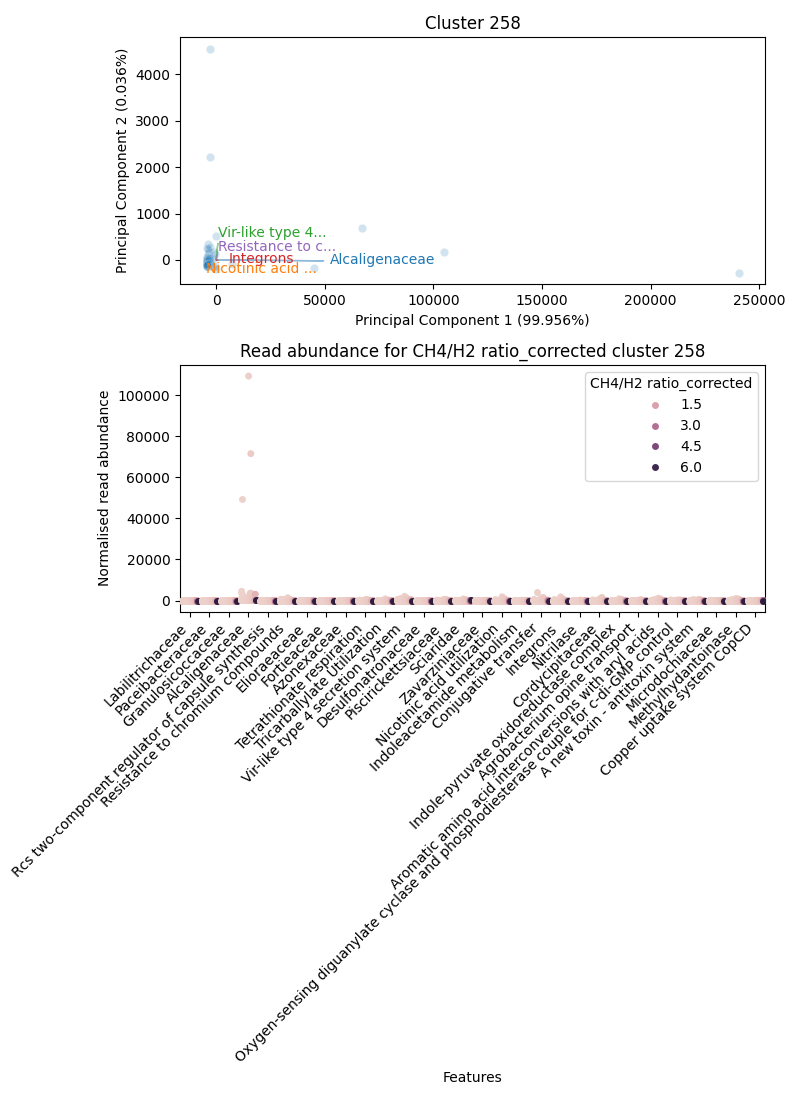 Cluster 258
Principal Component 2 (0.036%)
4000
3000
2000
1000
0
Vir-like type 4...
Resistance to c...
Integrons
Alcaligenaceae
Nicotinic acid ...
0
50000
100000
150000
200000
250000
Principal Component 1 (99.956%)
Read abundance for CH4/H2 ratio_corrected cluster 258
Normalised read abundance
100000
80000
60000
40000
20000
0
CH4/H2 ratio_corrected
1.5
3.0
4.5
6.0
Labilitrichaceae
Paceibacteraceae
Granulosicoccaceae
Alcaligenaceae
Rcs two-component regulator of capsule synthesis
Resistance to chromium compounds
Elioraeaceae
Fortieaceae
Azonexaceae
Tetrathionate respiration
Tricarballylate Utilization
Vir-like type 4 secretion system
Desulfonatronaceae
Piscirickettsiaceae
Sciaridae
Zavarziniaceae
Nicotinic acid utilization
Indoleacetamide metabolism
Conjugative transfer
Integrons
Nitrilase
Cordycipitaceae
Indole-pyruvate oxidoreductase complex
Agrobacterium opine transport
Aromatic amino acid interconversions with aryl acids
Oxygen-sensing diguanylate cyclase and phosphodiesterase couple for c-di-GMP control
A new toxin - antitoxin system
Microdochiaceae
Methylhydantoinase
Copper uptake system CopCD
Features